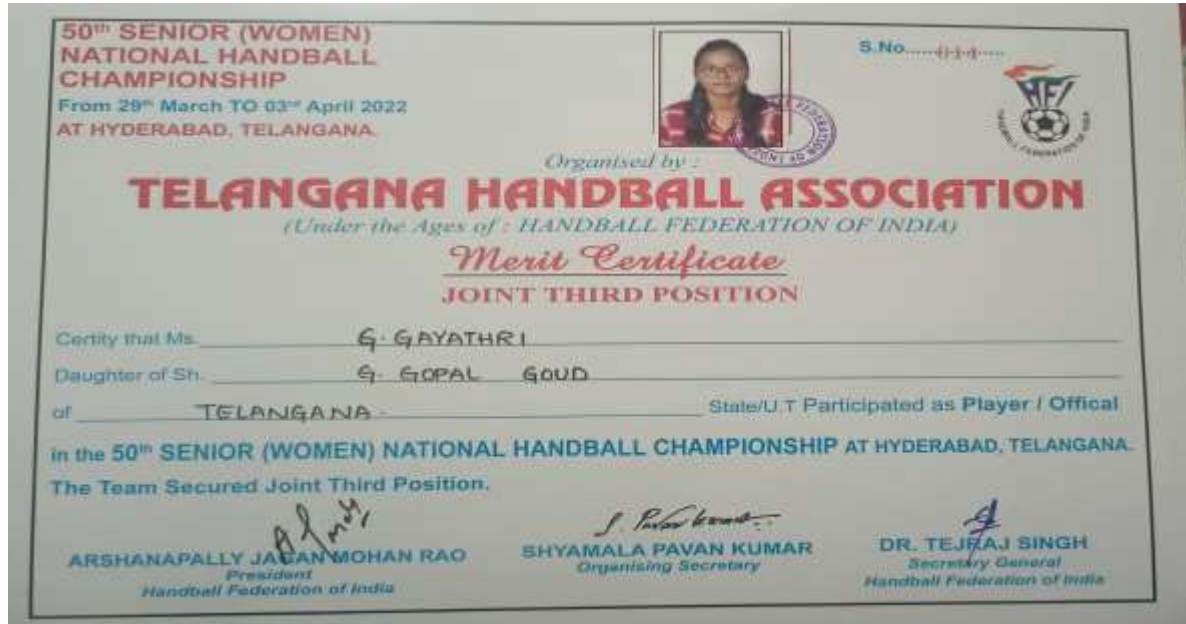 50th SENIOR (WOMEN)
NATIONAL HANDBALL
CHAMPIONSHIP
From 29th March TO 03rd April 2022
AT HYDERABAD, TELANGANA.
S.No.
HFI
Organised by :
TELANGANA HANDBALL ASSOCIATION
(Under the Ages of : HANDBALL FEDERATION OF INDIA)
Merit Certificate
JOINT THIRD POSITION
Certity that Ms. G. GAYATHRI
Daughter of Sh. G. GOPAL GOUD
of TELANGANA. State/U.T Participated as Player / Offical
In the 50th SENIOR (WOMEN) NATIONAL HANDBALL CHAMPIONSHIP AT HYDERABAD, TELANGANA.
The Team Secured Joint Third Position.
ARSHANAPALLY JAGAN MOHAN RAO
President
Handball Federation of India
SHYAMALA PAVAN KUMAR
Organising Secretary
DR. TEJRAJ SINGH
Secretary General
Handball Federation of India